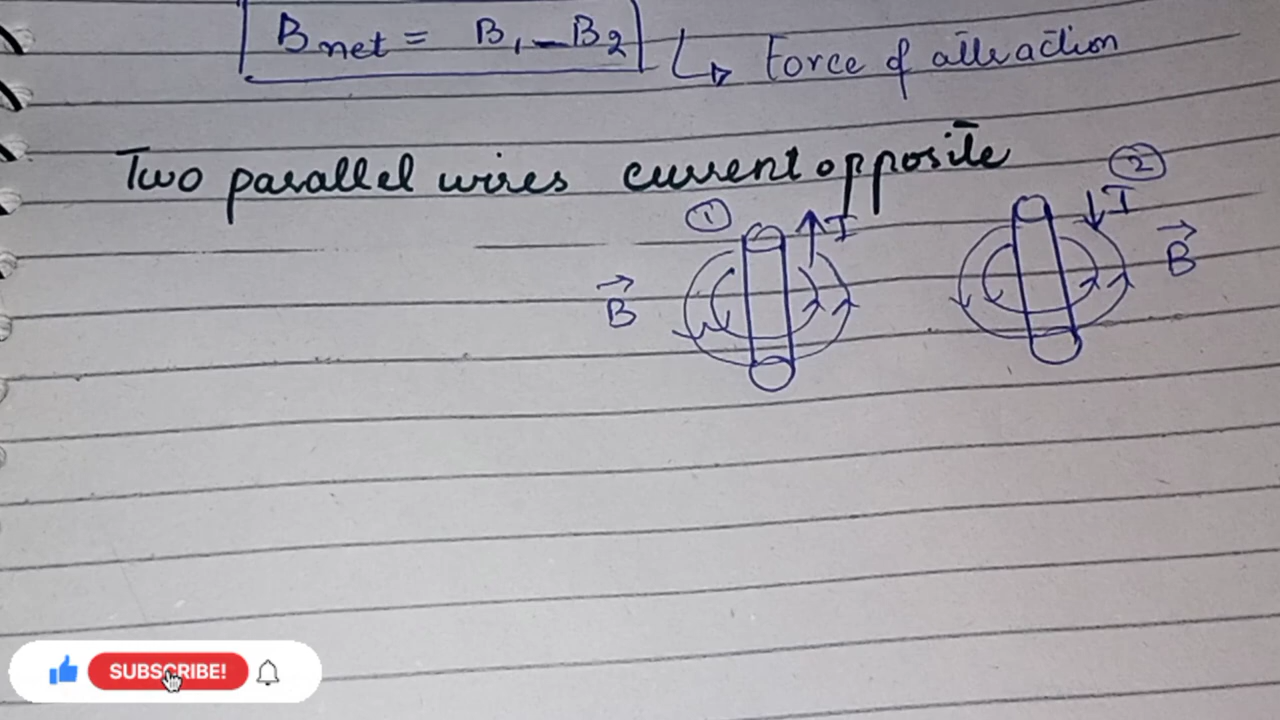 Bnet = B1 - B2 Force of attraction
Two parallel wires current opposite
1 I 2 I
B B
SUBSCRIBE!